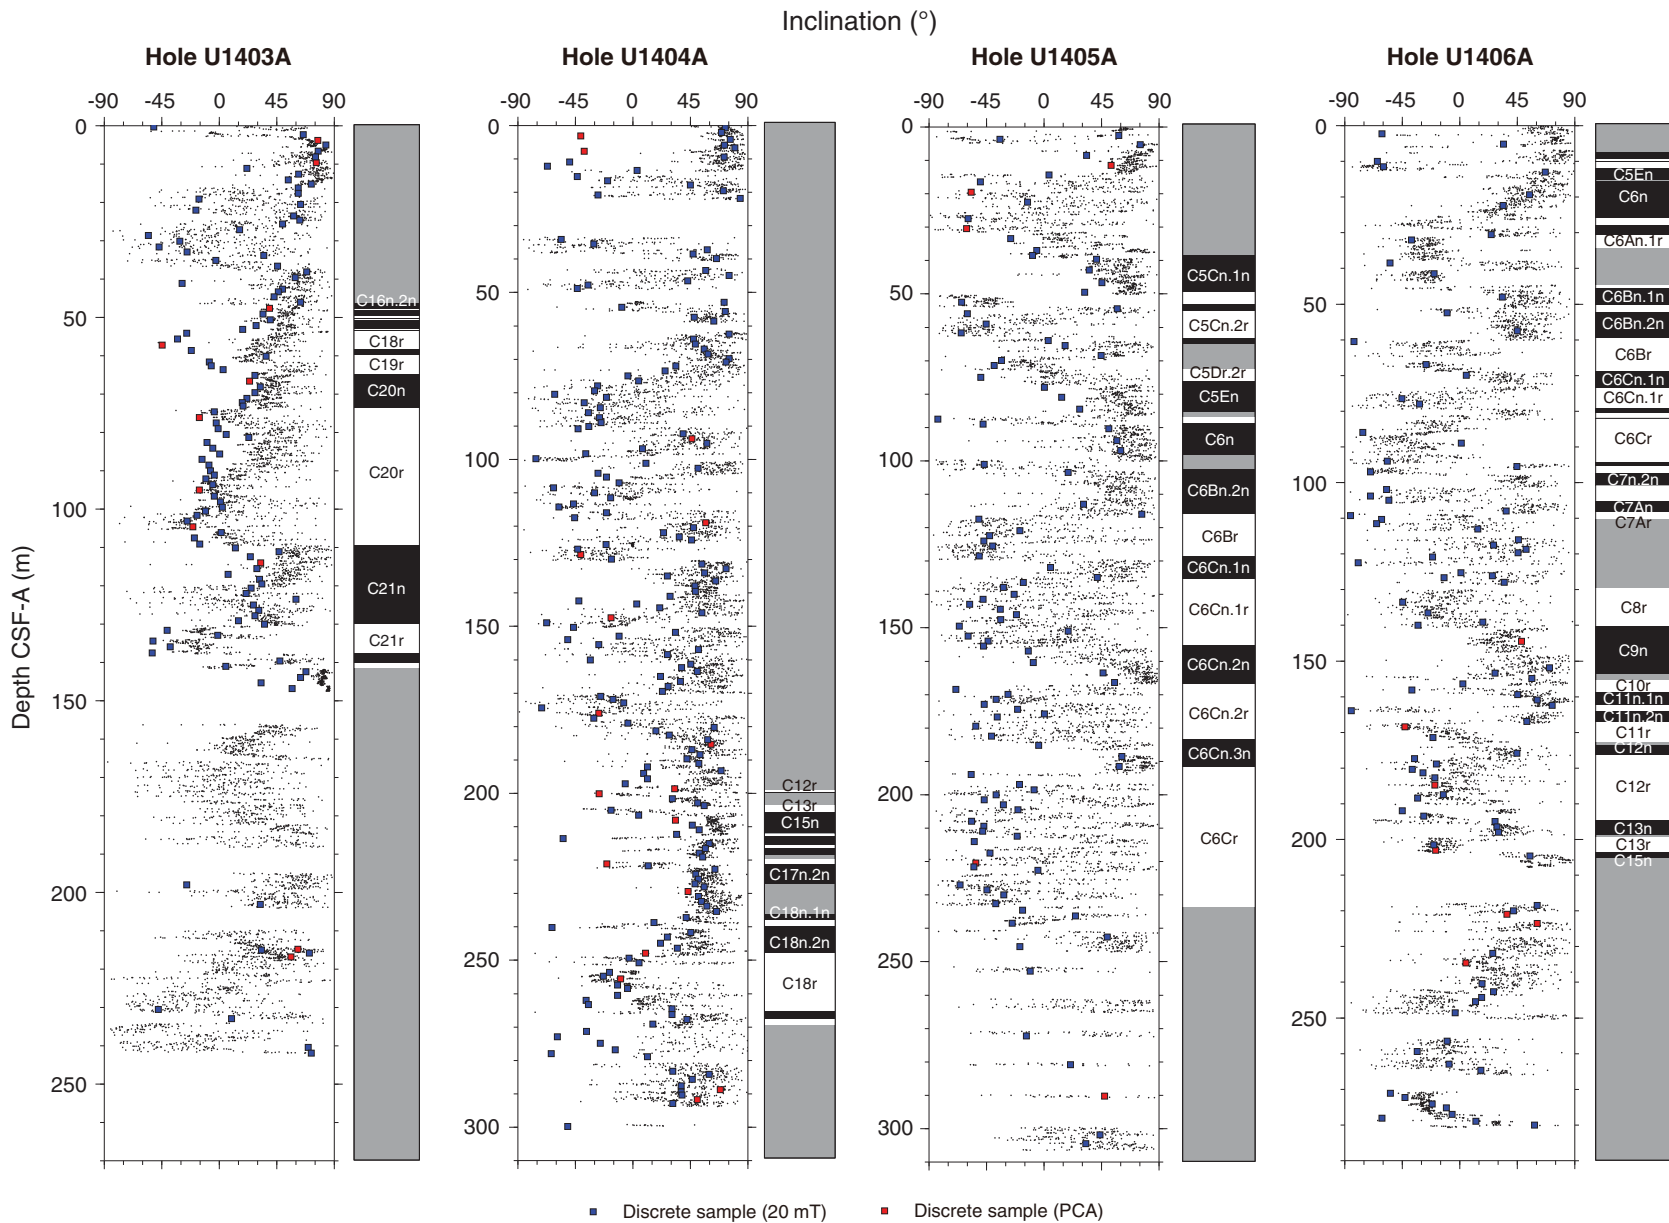 Inclination (°)
Hole U1403A
Hole U1404A
Hole U1405A
Hole U1406A
-90 -45 0 45 90
-90 -45 0 45 90
-90 -45 0 45 90
-90 -45 0 45 90
Depth CSF-A (m)
0
50
100
150
200
250
C16n.2n
C18r
C19r
C20n
C20r
C21n
C21r
0
50
100
150
200
250
300
C12r
C13r
C15n
C17n.2n
C18n.1n
C18n.2n
C18r
0
50
100
150
200
250
300
C5Cn.1n
C5Cn.2r
C5Dr.2r
C5En
C6n
C6Bn.2n
C6Br
C6Cn.1n
C6Cn.1r
C6Cn.2n
C6Cn.2r
C6Cn.3n
C6Cr
0
50
100
150
200
250
C5En
C6n
C6An.1r
C6Bn.1n
C6Bn.2n
C6Br
C6Cn.1n
C6Cn.1r
C6Cr
C7n.2n
C7An
C7Ar
C8r
C9n
C10r
C11n.1n
C11n.2n
C11r
C12n
C12r
C13n
C13r
C15n
Discrete sample (20 mT)
Discrete sample (PCA)